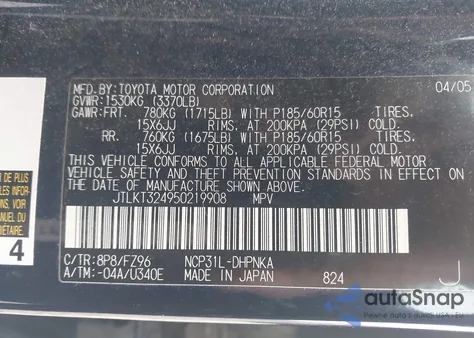 MFD.BY:TOYOTA MOTOR CORPORATION 04/05
GVWR:1530KG (3370LB)
GAWR:FRT. 780KG (1715LB) WITH P185/60R15 TIRES.
15X6JJ RIMS. AT 200KPA (29PSI) COLD.
RR. 760KG (1675LB) WITH P185/60R15 TIRES.
15X6JJ RIMS. AT 200KPA (29PSI) COLD.
THIS VEHICLE CONFORMS TO ALL APPLICABLE FEDERAL MOTOR
VEHICLE SAFETY AND THEFT PREVENTION STANDARDS IN EFFECT
ON THE DATE OF MANUFACTURE SHOWN ABOVE.
JTLKT324950219908 MPV
C/TR:8P8/FZ96 NCP31L-DHPNKA
A/TM:-04A/U340E MADE IN JAPAN 824
LES INFOR-
NUEL DU
4
autoSnap